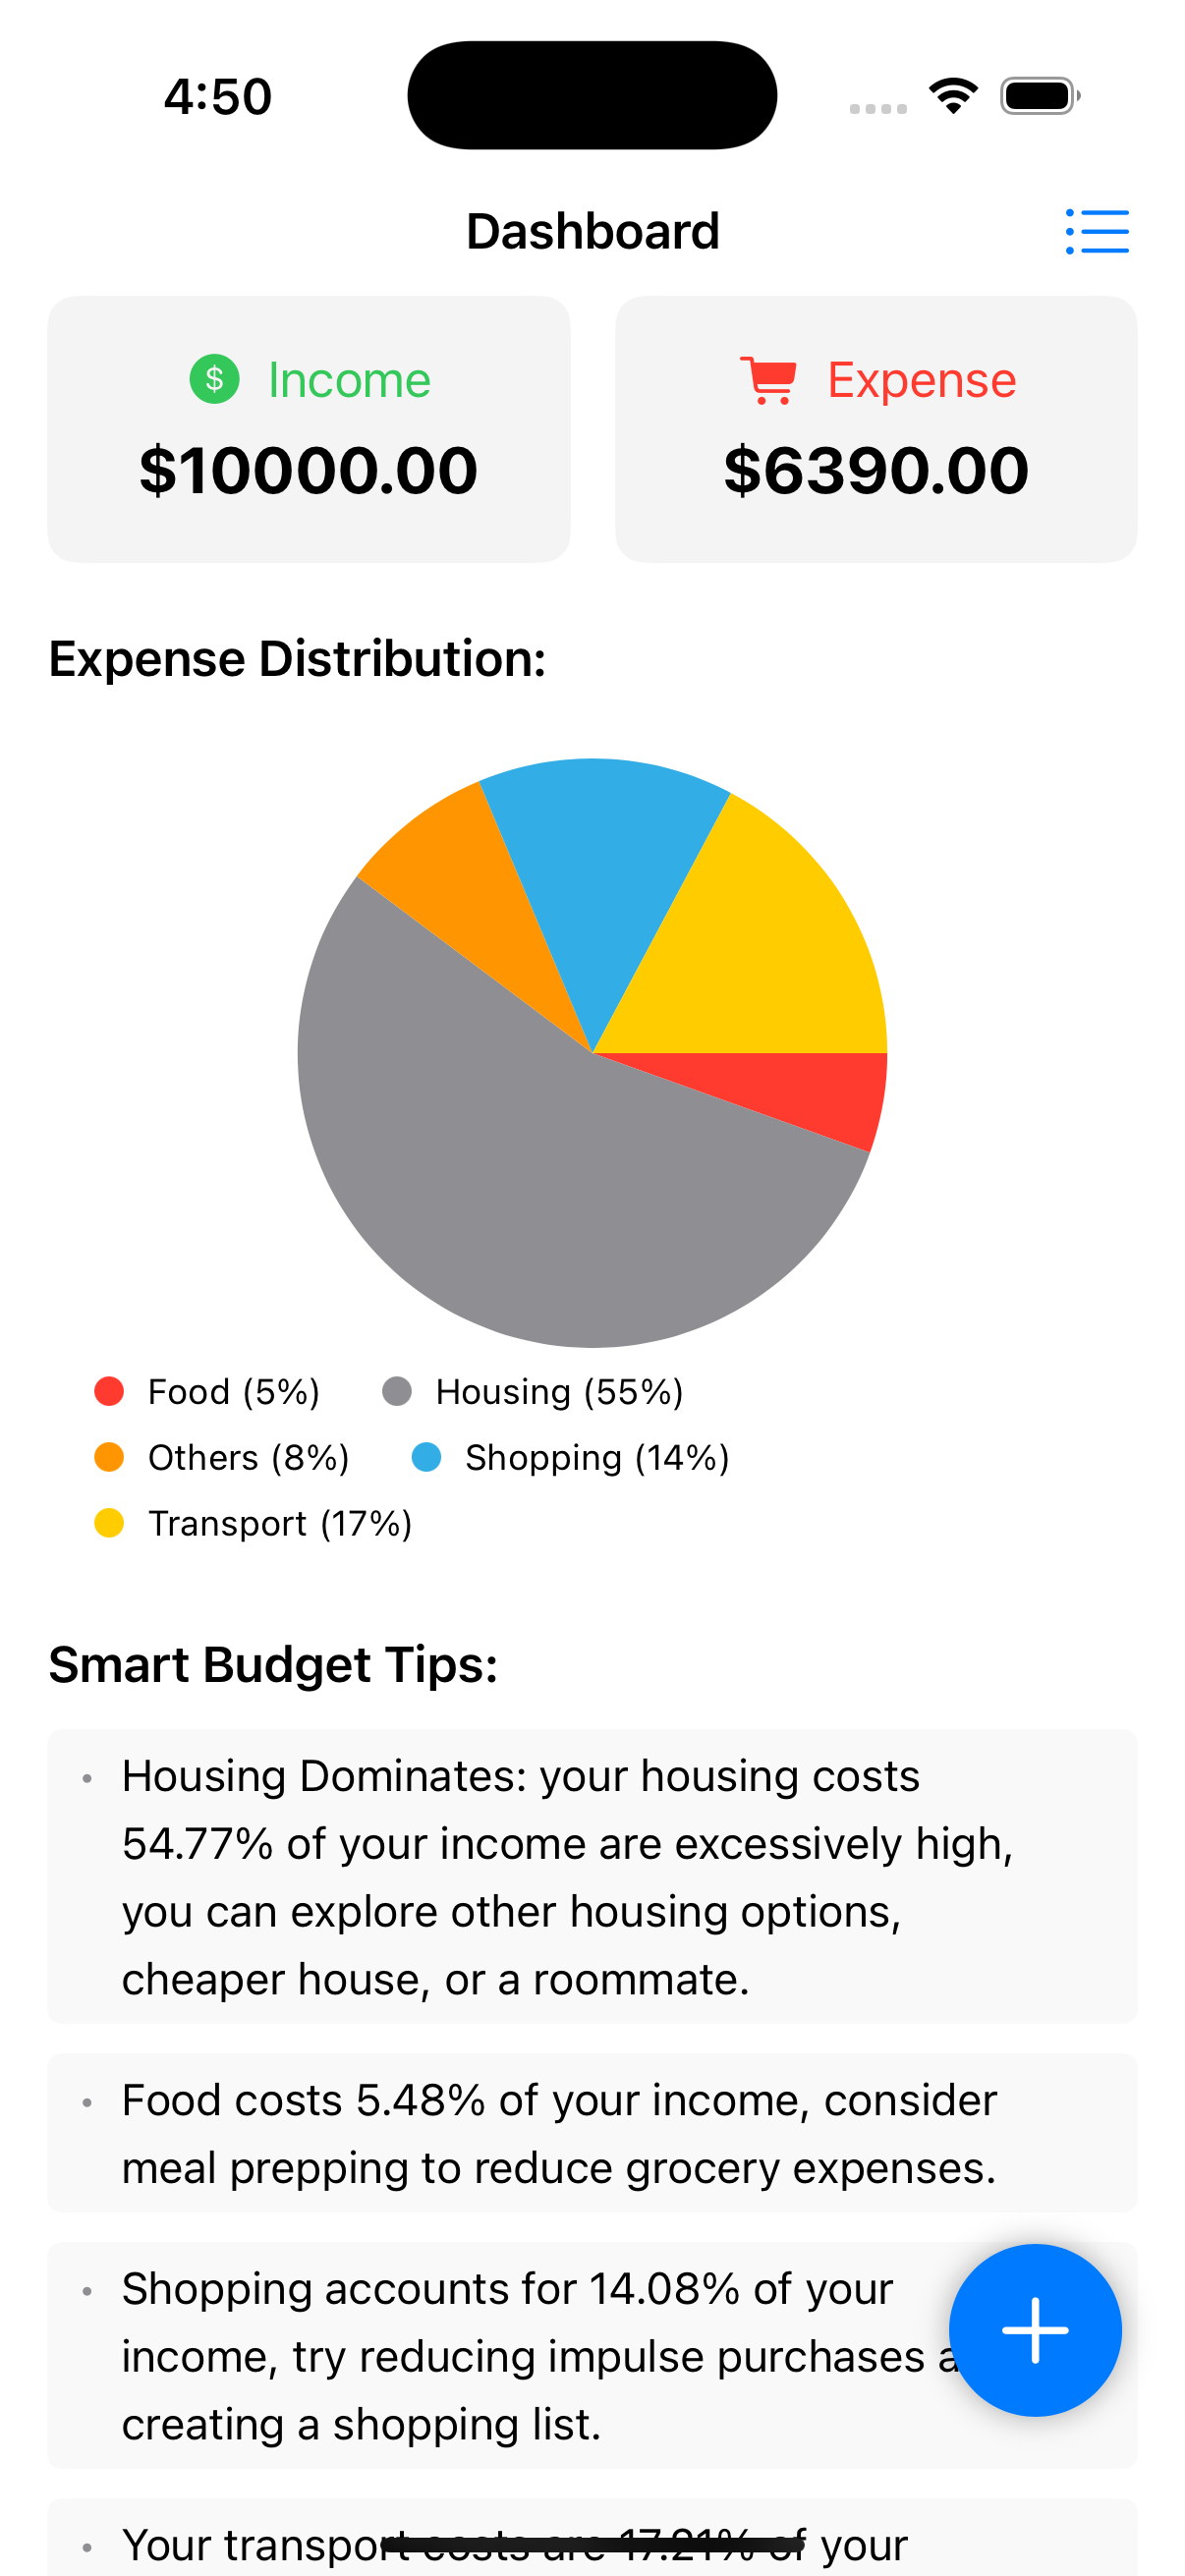 4:50
Dashboard
$ Income
Expense
$10000.00
$6390.00
Expense Distribution:
Food (5%) Housing (55%)
Others (8%) Shopping (14%)
Transport (17%)
Smart Budget Tips:
• Housing Dominates: your housing costs
54.77% of your income are excessively high,
you can explore other housing options,
cheaper house, or a roommate.
• Food costs 5.48% of your income, consider
meal prepping to reduce grocery expenses.
• Shopping accounts for 14.08% of your
income, try reducing impulse purchases
creating a shopping list.
• Your transport costs are 17.21% of your